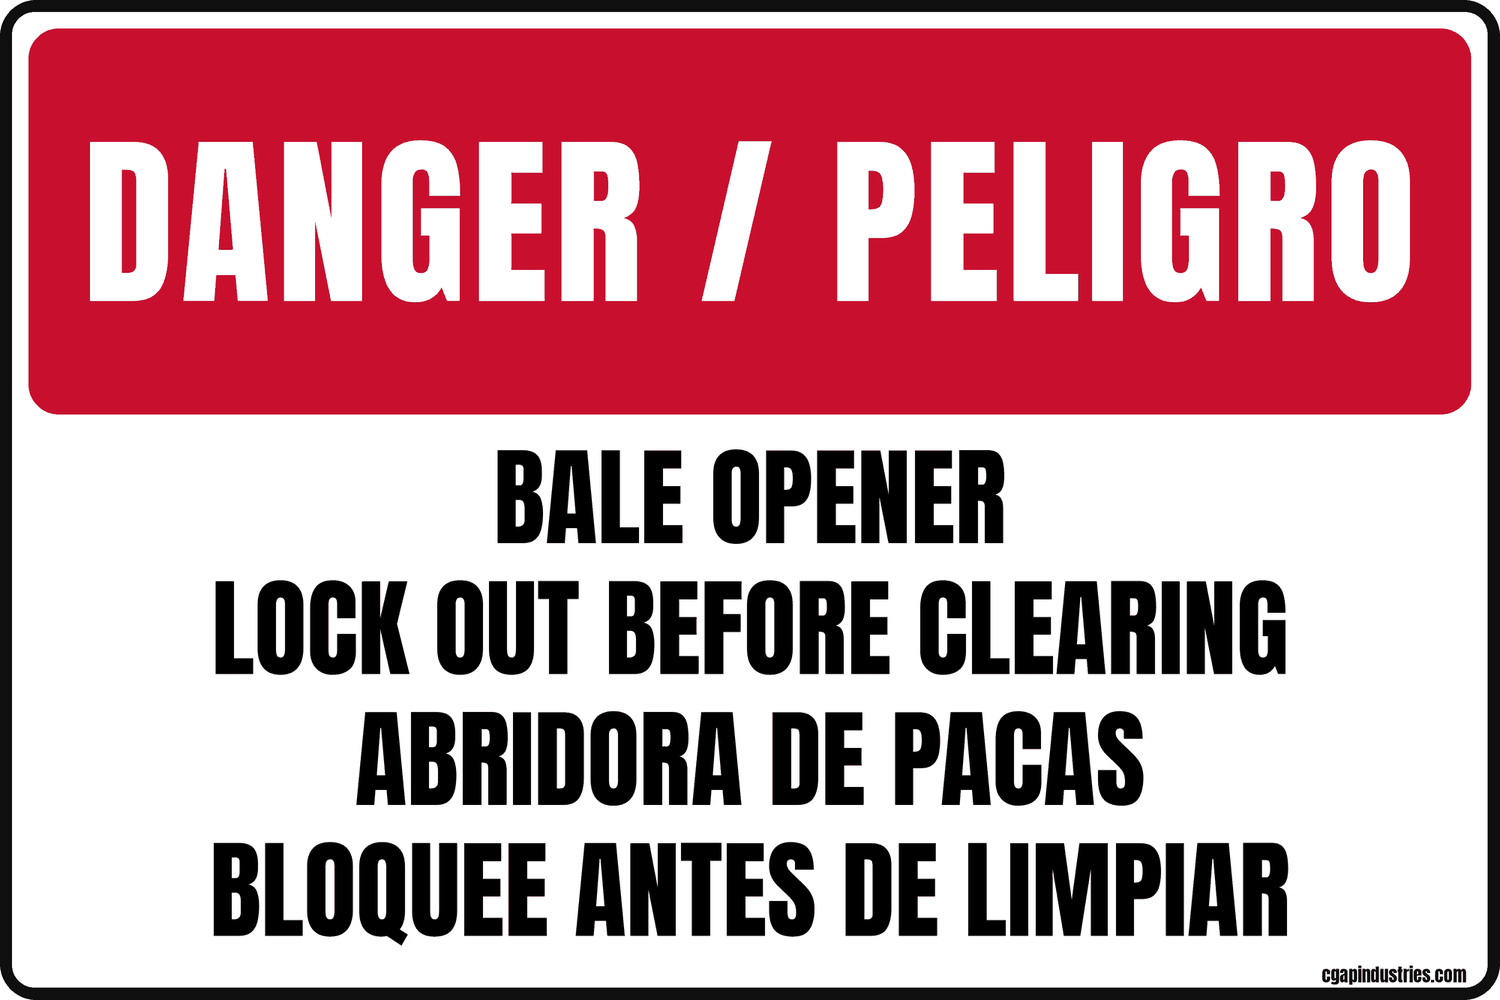 DANGER / PELIGRO
BALE OPENER
LOCK OUT BEFORE CLEARING
ABRIDORA DE PACAS
BLOQUEE ANTES DE LIMPIAR
cgapindustries.com